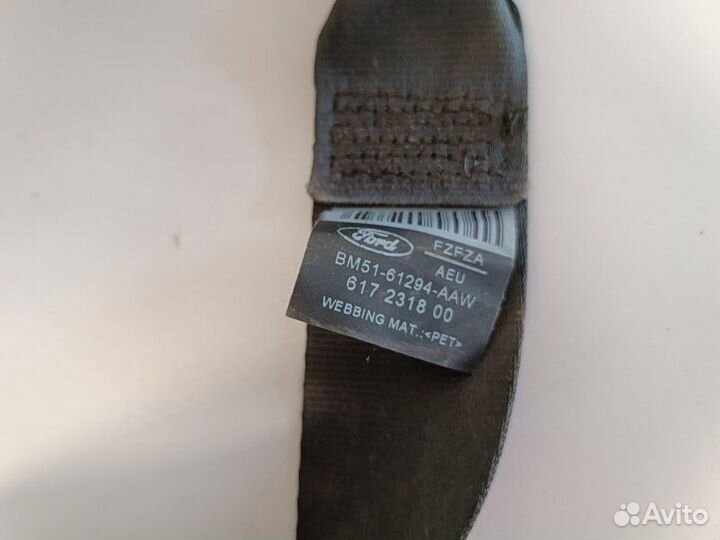 Ford
FZFZA
AEU
BM51-61294-AAW
617 2318 00
WEBBING MAT.:<PET>
Avito